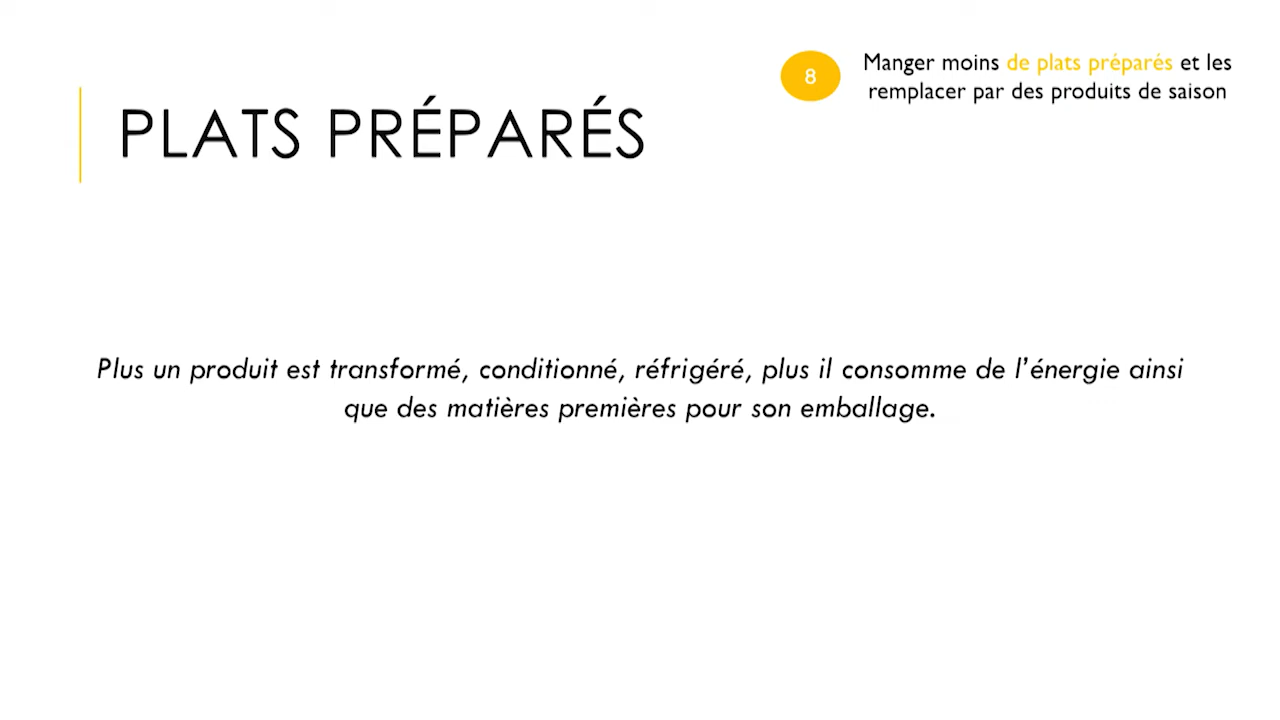 8
Manger moins de plats préparés et les
remplacer par des produits de saison
PLATS PRÉPARÉS
Plus un produit est transformé, conditionné, réfrigéré, plus il consomme de l’énergie ainsi
que des matières premières pour son emballage.